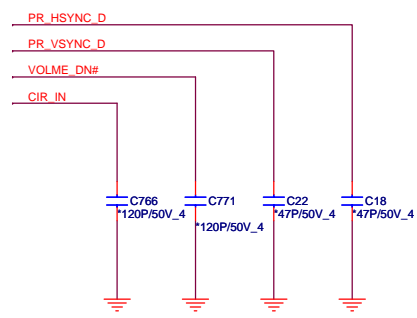 PR_HSYNC_D
PR_VSYNC_D
VOLME_DN#
CIR_IN
C766 C771 C22 C18
*120P/50V_4 *120P/50V_4 *47P/50V_4 *47P/50V_4